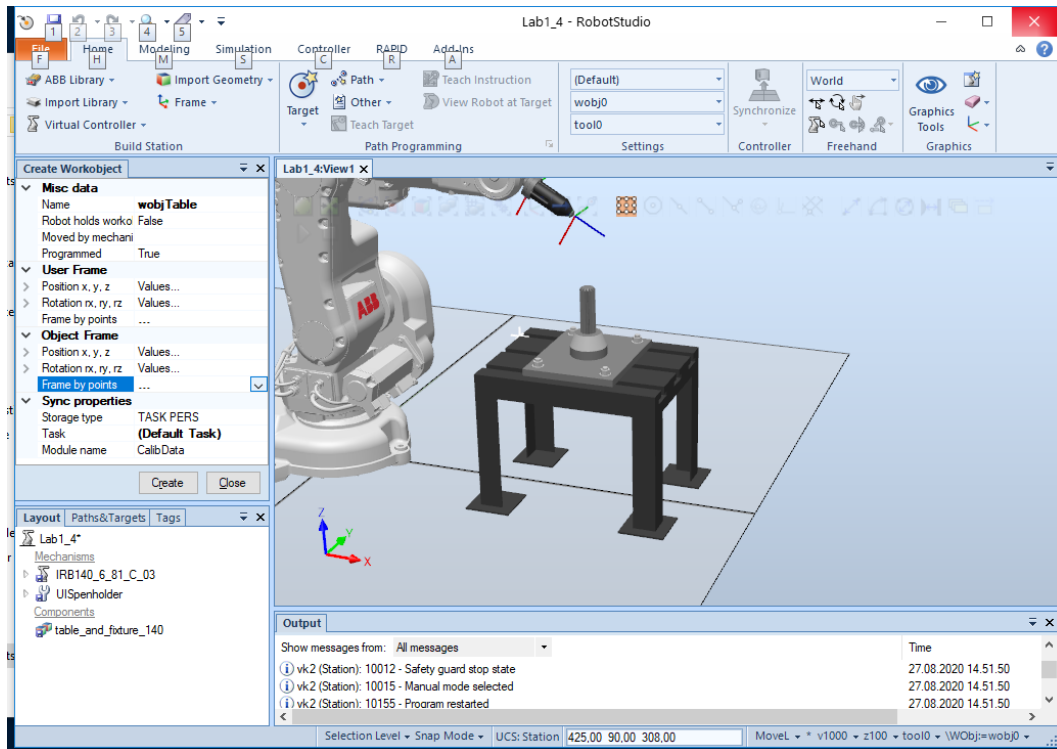 1 2 3 4 5
Lab1_4 - RobotStudio
File Home Modeling Simulation Controller RAPID Add-Ins
F H M S C R A
ABB Library
Import Library
Virtual Controller
Import Geometry
Frame
Build Station
Target
Path
Other
Teach Target
Teach Instruction
View Robot at Target
Path Programming
(Default)
wobj0
tool0
Settings
Synchronize
Controller
World
Freehand
Graphics
Tools
Graphics
Create Workobject
Misc data
Name wobjTable
Robot holds workol False
Moved by mechani
Programmed True
User Frame
Position x, y, z Values...
Rotation rx, ry, rz Values...
Frame by points ...
Object Frame
Position x, y, z Values...
Rotation rx, ry, rz Values...
Frame by points ...
Sync properties
Storage type TASK PERS
Task (Default Task)
Module name CalibData
Create Close
Layout Paths&Targets Tags
Lab1_4*
Mechanisms
IRB140_6_81_C_03
UISpenholder
Components
table_and_fixture_140
Lab1_4:View1
ABB
Z
Y
X
Output
Show messages from: All messages Time
vk2 (Station): 10012 - Safety guard stop state 27.08.2020 14.51.50
vk2 (Station): 10015 - Manual mode selected 27.08.2020 14.51.50
vk2 (Station): 10155 - Program restarted 27.08.2020 14.51.50
Selection Level Snap Mode UCS: Station 425,00 90,00 308,00 MoveL * v1000 z100 tool0 \WObj:=wobj0